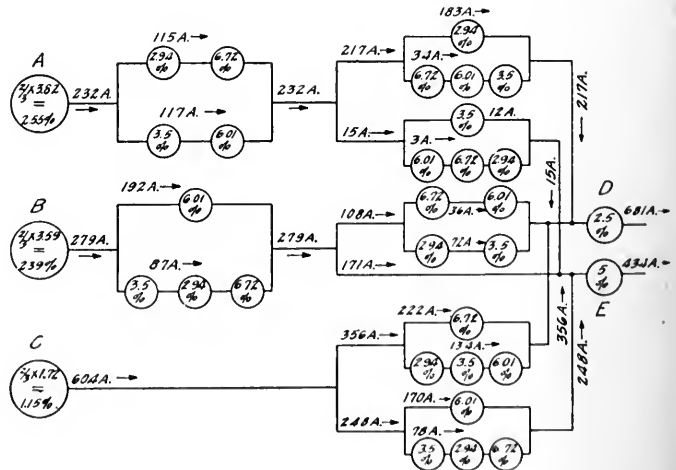 A
2/3 x 3.82
=
2.55%
232A.
115A.
2.94
%
6.72
%
117A.
3.5
%
6.01
%
232A.
217A.
183A.
2.94
%
34A.
6.72
%
6.01
%
3.5
%
15A.
3.5
%
12A.
3A.
6.01
%
6.72
%
2.94
%
217A.
15A.
B
2/3 x 3.59
=
2.39%
279A.
192A.
6.01
%
87A.
3.5
%
2.94
%
6.72
%
279A.
108A.
6.72
%
36A.
6.01
%
2.94
%
72A.
3.5
%
171A.
D
2.5
%
681A.
5
%
434A.
E
356A.
248A.
C
2/3 x 1.72
=
1.15%
604A.
356A.
222A.
6.72
%
134A.
2.94
%
3.5
%
6.01
%
248A.
170A.
6.01
%
78A.
3.5
%
2.94
%
6.72
%